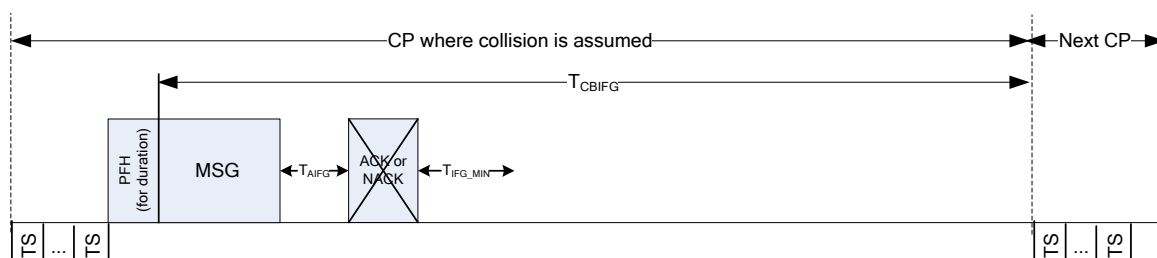 CP where collision is assumed
Next CP
TCBIFG
PFH
(for duration)
MSG
TAIFG
ACK or
NACK
TIFG_MIN
TS
...
TS
TS
...
TS